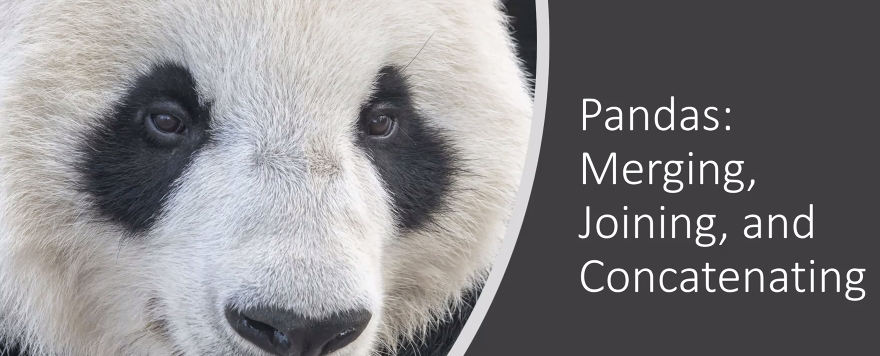 Pandas:
Merging,
Joining, and
Concatenating